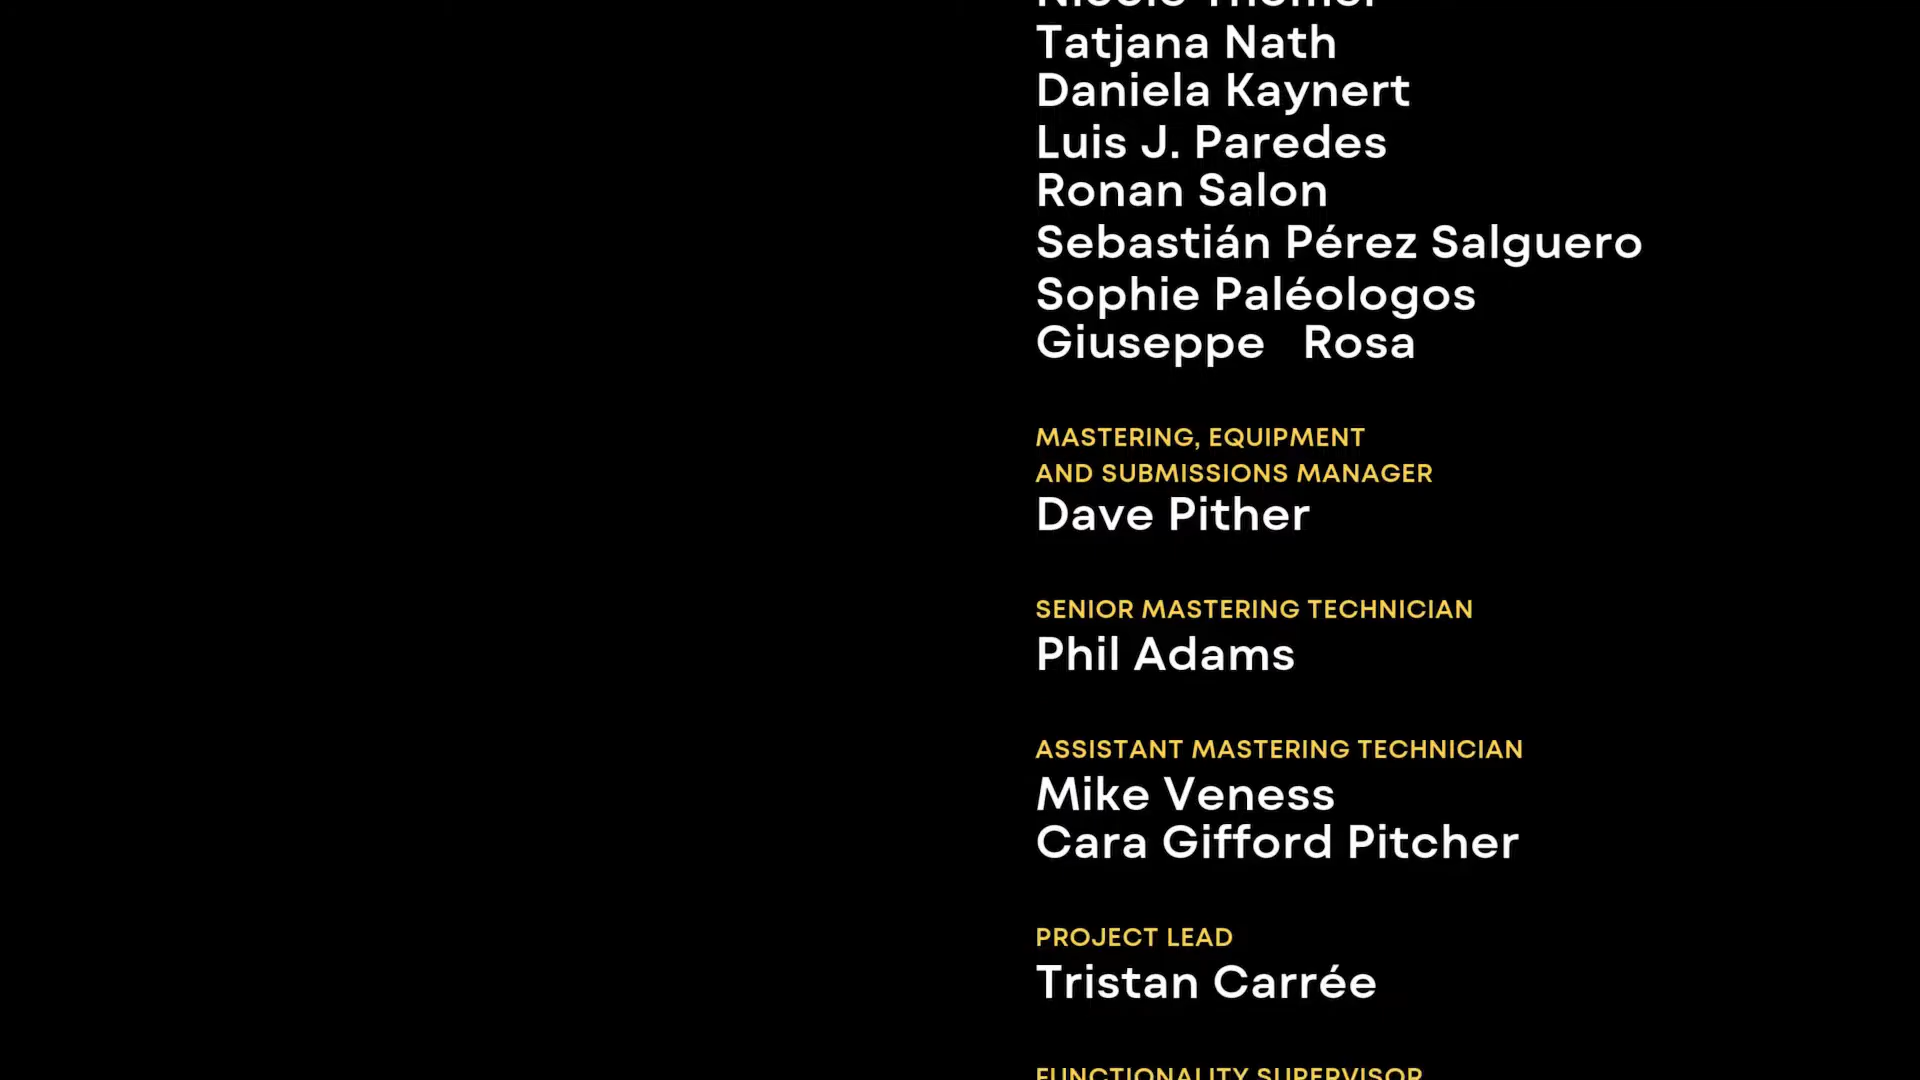 Tatjana Nath
Daniela Kaynert
Luis J. Paredes
Ronan Salon
Sebastián Pérez Salguero
Sophie Paléologos
Giuseppe Rosa
MASTERING, EQUIPMENT
AND SUBMISSIONS MANAGER
Dave Pither
SENIOR MASTERING TECHNICIAN
Phil Adams
ASSISTANT MASTERING TECHNICIAN
Mike Veness
Cara Gifford Pitcher
PROJECT LEAD
Tristan Carrée
FUNCTIONALITY SUPERVISOR